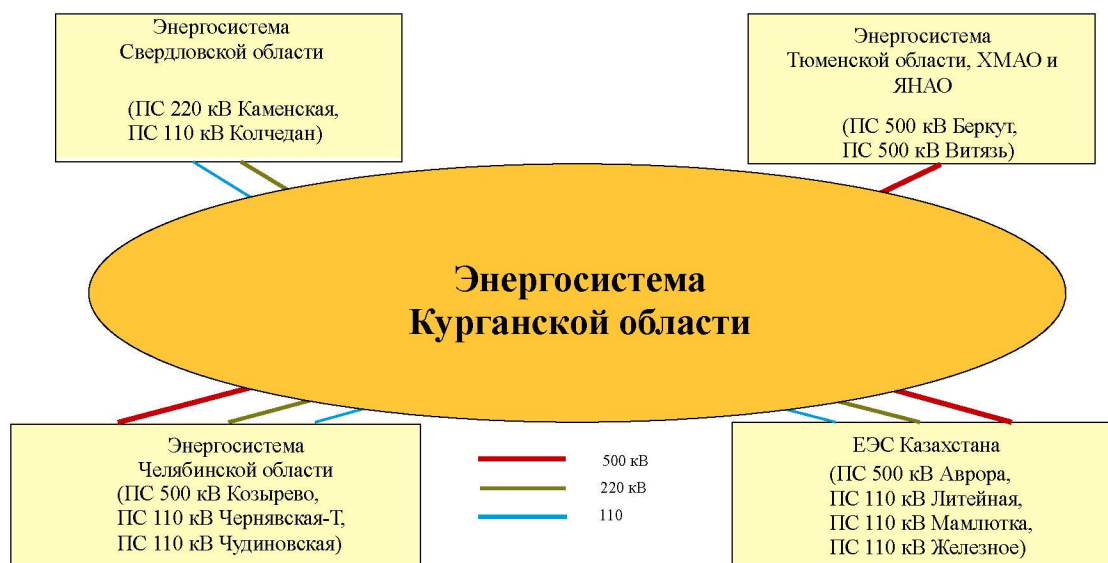 Энергосистема
Свердловской области
(ПС 220 кВ Каменская,
ПС 110 кВ Колчедан)
Энергосистема
Тюменской области, ХМАО и
ЯНАО
(ПС 500 кВ Беркут,
ПС 500 кВ Витязь)
Энергосистема
Курганской области
Энергосистема
Челябинской области
(ПС 500 кВ Козырево,
ПС 110 кВ Чернявская-Т,
ПС 110 кВ Чудиновская)
500 кВ
220 кВ
110
ЕЭС Казахстана
(ПС 500 кВ Аврора,
ПС 110 кВ Литейная,
ПС 110 кВ Мамлютка,
ПС 110 кВ Железное)